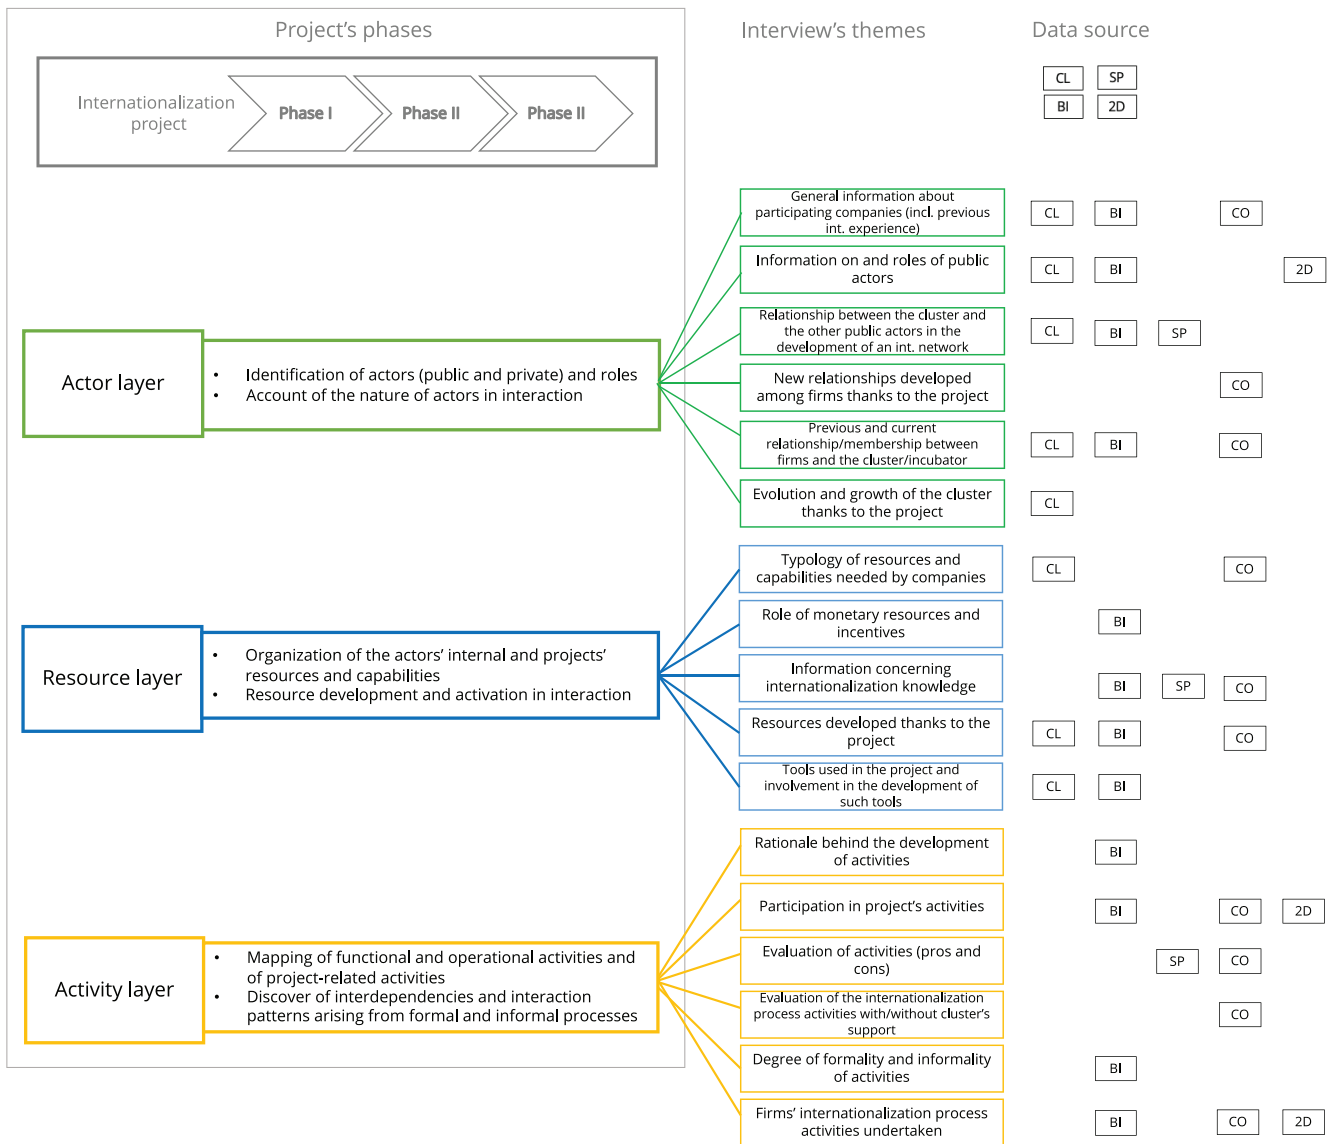 Project's phases
Interview's themes
Data source
Internationalization
project
Phase I
Phase II
Phase II
CL
SP
BI
2D
General information about
participating companies (incl. previous
int. experience)
CL
BI
CO
Information on and roles of public
actors
CL
BI
2D
Relationship between the cluster and
the other public actors in the
development of an int. network
CL
BI
SP
Actor layer
• Identification of actors (public and private) and roles
• Account of the nature of actors in interaction
New relationships developed
among firms thanks to the project
CO
Previous and current
relationship/membership between
firms and the cluster/incubator
CL
BI
CO
Evolution and growth of the cluster
thanks to the project
CL
Typology of resources and
capabilities needed by companies
CL
CO
Role of monetary resources and
incentives
BI
Resource layer
• Organization of the actors' internal and projects'
resources and capabilities
• Resource development and activation in interaction
Information concerning
internationalization knowledge
BI
SP
CO
Resources developed thanks to the
project
CL
BI
CO
Tools used in the project and
involvement in the development of
such tools
CL
BI
Rationale behind the development
of activities
BI
Participation in project's activities
BI
CO
2D
Activity layer
• Mapping of functional and operational activities and
of project-related activities
• Discover of interdependencies and interaction
patterns arising from formal and informal processes
Evaluation of activities (pros and
cons)
SP
CO
Evaluation of the internationalization
process activities with/without cluster's
support
CO
Degree of formality and informality
of activities
BI
Firms' internationalization process
activities undertaken
BI
CO
2D